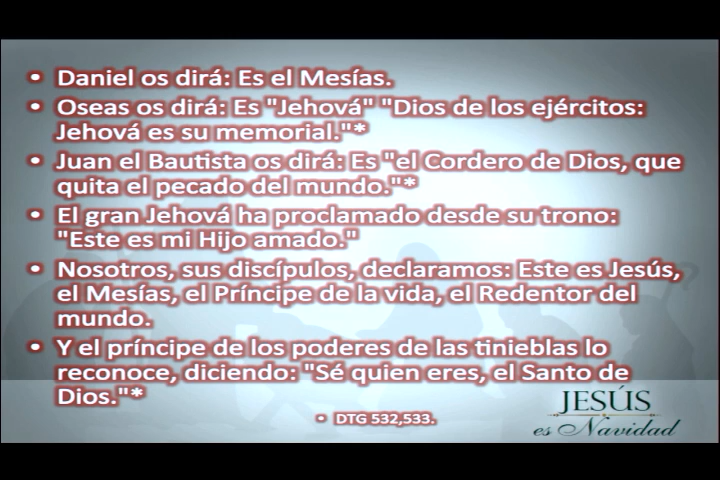 • Daniel os dirá: Es el Mesías.
• Oseas os dirá: Es "Jehová" "Dios de los ejércitos:
Jehová es su memorial."*
• Juan el Bautista os dirá: Es "el Cordero de Dios, que
quita el pecado del mundo."*
• El gran Jehová ha proclamado desde su trono:
"Este es mi Hijo amado."
• Nosotros, sus discípulos, declaramos: Este es Jesús,
el Mesías, el Príncipe de la vida, el Redentor del
mundo.
• Y el príncipe de los poderes de las tinieblas lo
reconoce, diciendo: "Sé quien eres, el Santo de
Dios."*
• DTG 532,533.
JESÚS
es Navidad